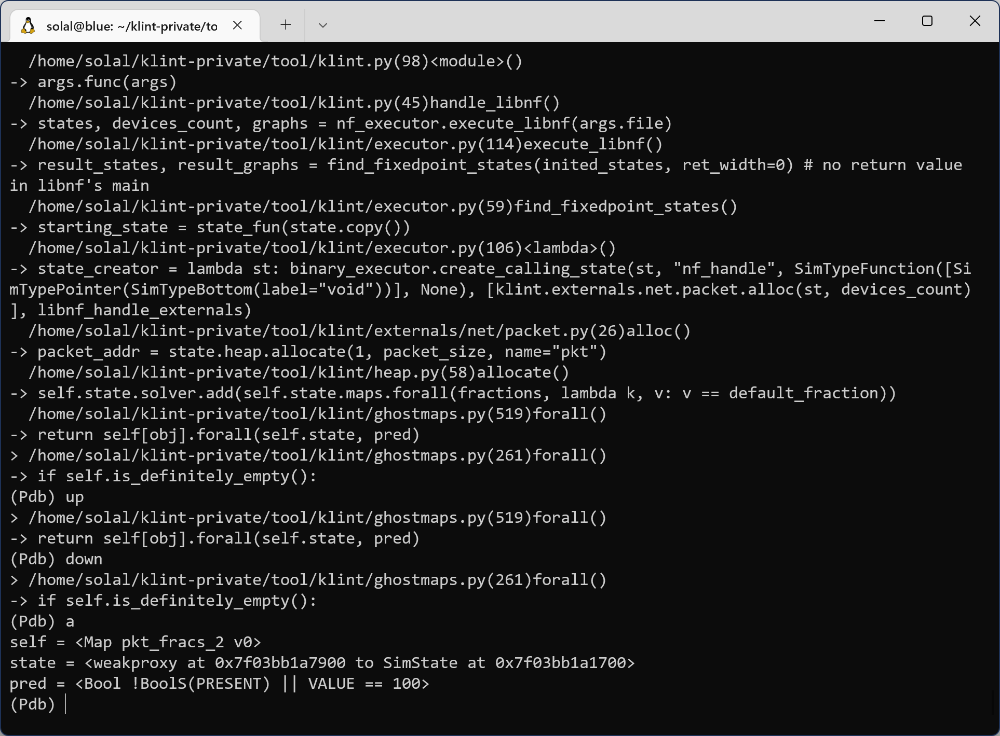 solal@blue: ~/klint-private/to
/home/solal/klint-private/tool/klint.py(98)<module>()
-> args.func(args)
/home/solal/klint-private/tool/klint.py(45)handle_libnf()
-> states, devices_count, graphs = nf_executor.execute_libnf(args.file)
/home/solal/klint-private/tool/klint/executor.py(114)execute_libnf()
-> result_states, result_graphs = find_fixedpoint_states(inited_states, ret_width=0) # no return value
in libnf's main
/home/solal/klint-private/tool/klint/executor.py(59)find_fixedpoint_states()
-> starting_state = state_fun(state.copy())
/home/solal/klint-private/tool/klint/executor.py(106)<lambda>()
-> state_creator = lambda st: binary_executor.create_calling_state(st, "nf_handle", SimTypeFunction([Si
mTypePointer(SimTypeBottom(label="void"))], None), [klint.externals.net.packet.alloc(st, devices_count)
], libnf_handle_externals)
/home/solal/klint-private/tool/klint/externals/net/packet.py(26)alloc()
-> packet_addr = state.heap.allocate(1, packet_size, name="pkt")
/home/solal/klint-private/tool/klint/heap.py(58)allocate()
-> self.state.solver.add(self.state.maps.forall(fractions, lambda k, v: v == default_fraction))
/home/solal/klint-private/tool/klint/ghostmaps.py(519)forall()
-> return self[obj].forall(self.state, pred)
> /home/solal/klint-private/tool/klint/ghostmaps.py(261)forall()
-> if self.is_definitely_empty():
(Pdb) up
> /home/solal/klint-private/tool/klint/ghostmaps.py(519)forall()
-> return self[obj].forall(self.state, pred)
(Pdb) down
> /home/solal/klint-private/tool/klint/ghostmaps.py(261)forall()
-> if self.is_definitely_empty():
(Pdb) a
self = <Map pkt_fracs_2 v0>
state = <weakproxy at 0x7f03bb1a7900 to SimState at 0x7f03bb1a1700>
pred = <Bool !BoolS(PRESENT) || VALUE == 100>
(Pdb)